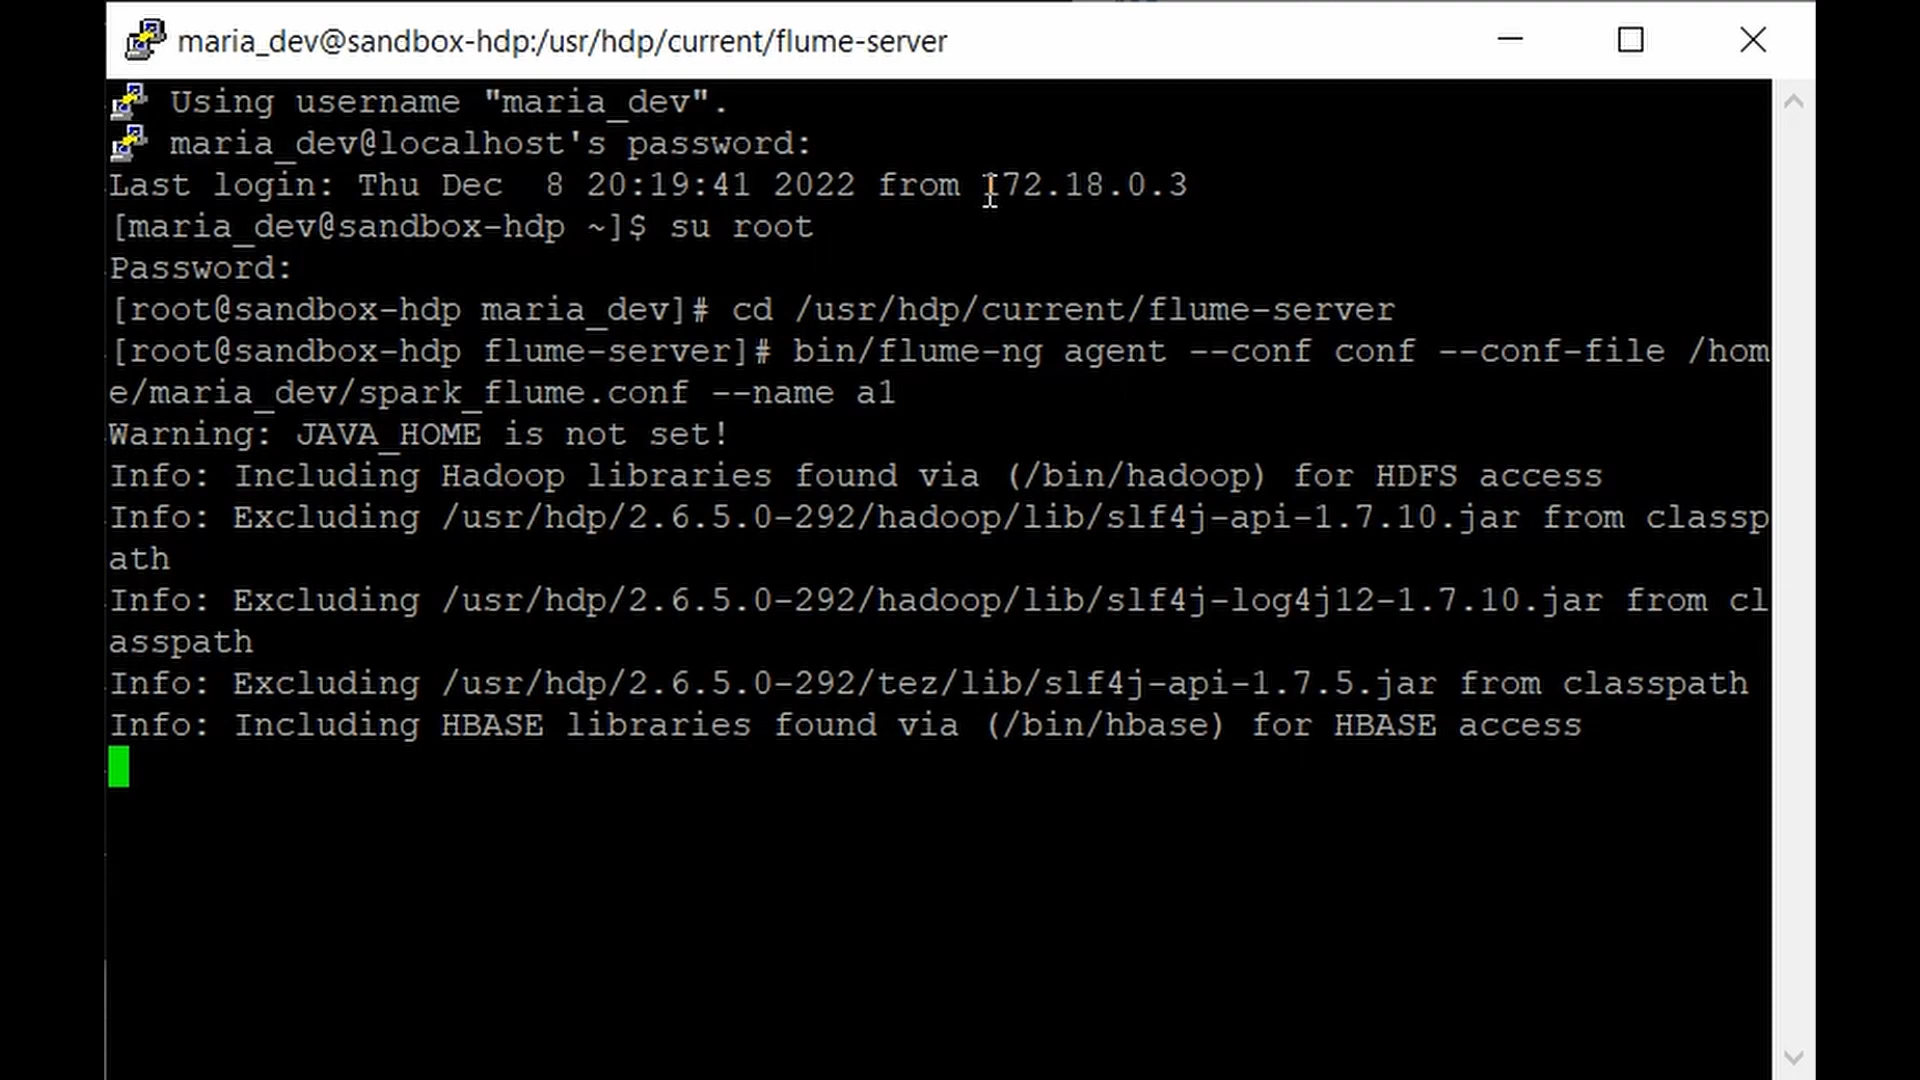 maria_dev@sandbox-hdp:/usr/hdp/current/flume-server
Using username "maria_dev".
maria_dev@localhost's password:
Last login: Thu Dec  8 20:19:41 2022 from 172.18.0.3
[maria_dev@sandbox-hdp ~]$ su root
Password:
[root@sandbox-hdp maria_dev]# cd /usr/hdp/current/flume-server
[root@sandbox-hdp flume-server]# bin/flume-ng agent --conf conf --conf-file /hom
e/maria_dev/spark_flume.conf --name a1
Warning: JAVA_HOME is not set!
Info: Including Hadoop libraries found via (/bin/hadoop) for HDFS access
Info: Excluding /usr/hdp/2.6.5.0-292/hadoop/lib/slf4j-api-1.7.10.jar from classp
ath
Info: Excluding /usr/hdp/2.6.5.0-292/hadoop/lib/slf4j-log4j12-1.7.10.jar from cl
asspath
Info: Excluding /usr/hdp/2.6.5.0-292/tez/lib/slf4j-api-1.7.5.jar from classpath
Info: Including HBASE libraries found via (/bin/hbase) for HBASE access